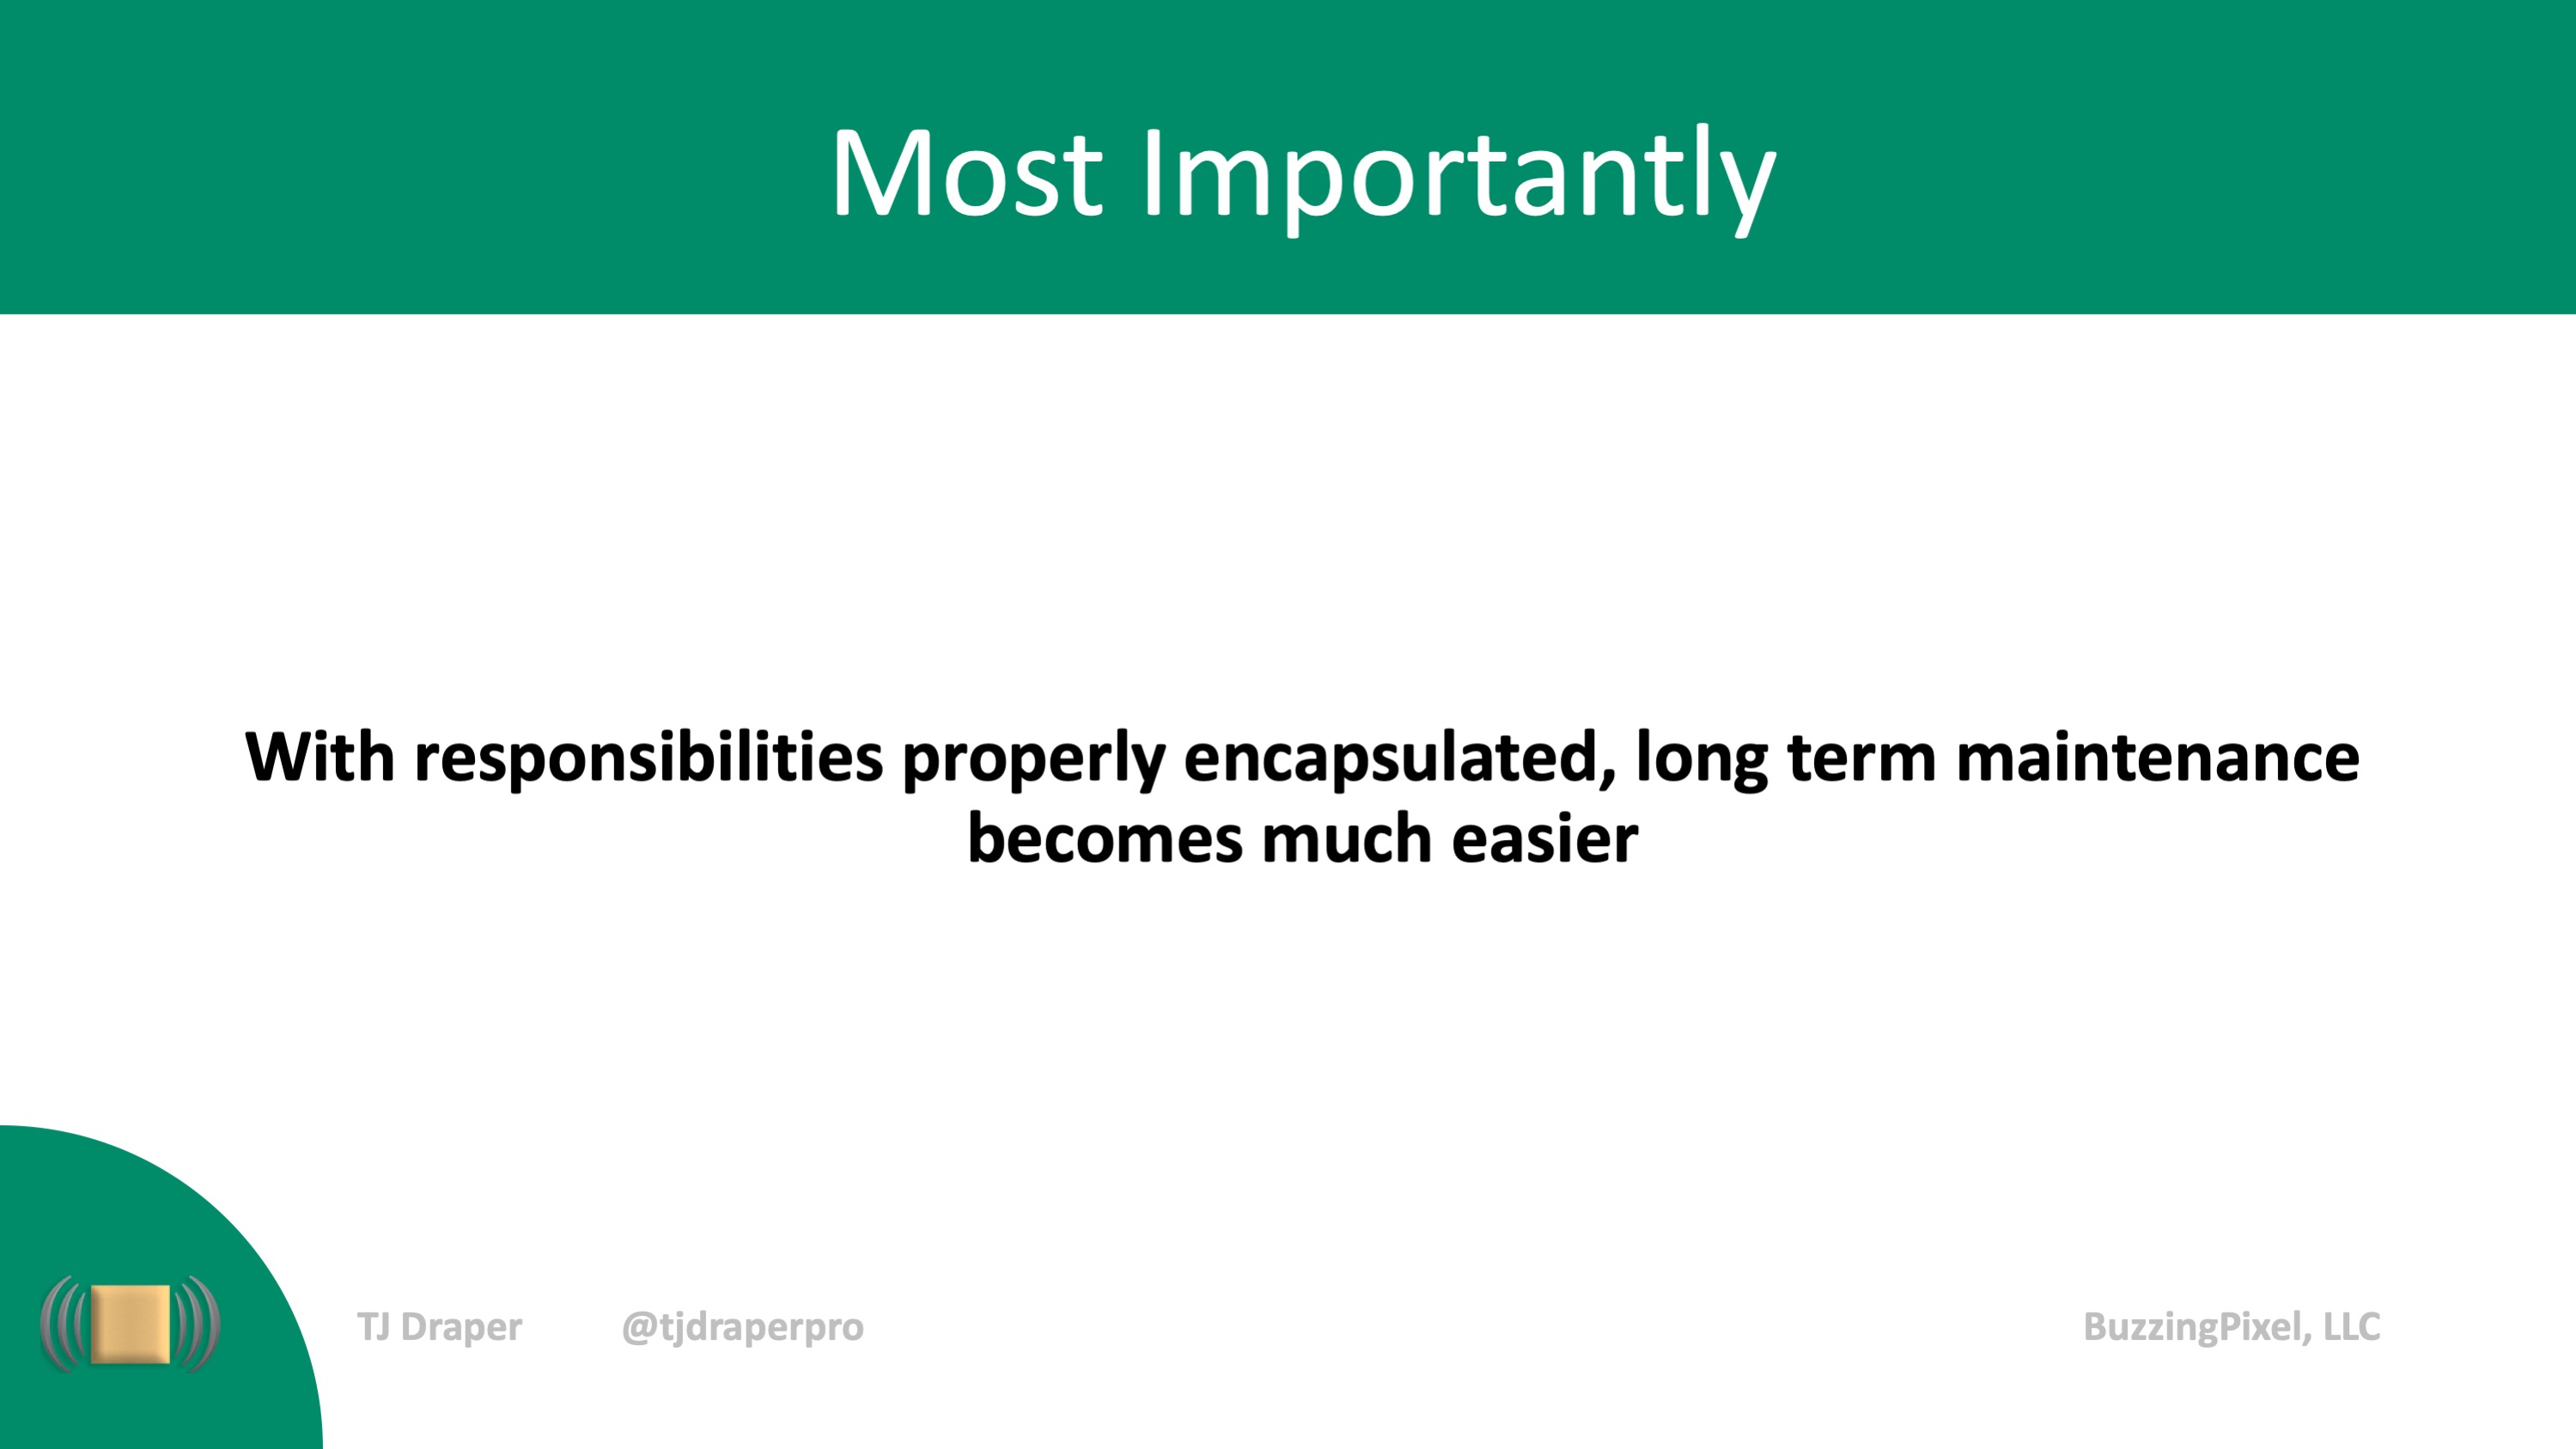 Most Importantly
With responsibilities properly encapsulated, long term maintenance
becomes much easier
TJ Draper @tjdraperpro BuzzingPixel, LLC